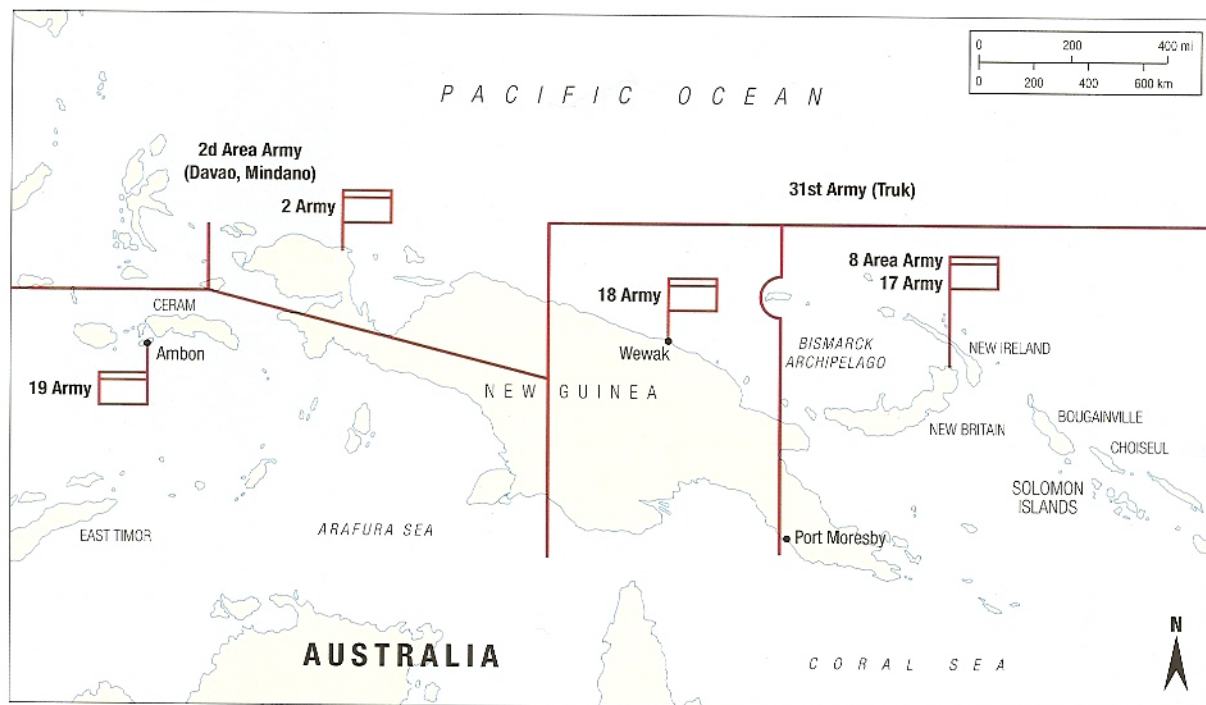 0 200 400 mi
0 200 400 600 km
PACIFIC OCEAN
2d Area Army
(Davao, Mindano)
2 Army
31st Army (Truk)
8 Area Army
17 Army
18 Army
CERAM
Ambon
Wewak
BISMARCK
ARCHIPELAGO
NEW IRELAND
19 Army
NEW GUINEA
BOUGAINVILLE
NEW BRITAIN
CHOISEUL
SOLOMON
ISLANDS
EAST TIMOR
ARAFURA SEA
Port Moresby
AUSTRALIA
CORAL SEA
N